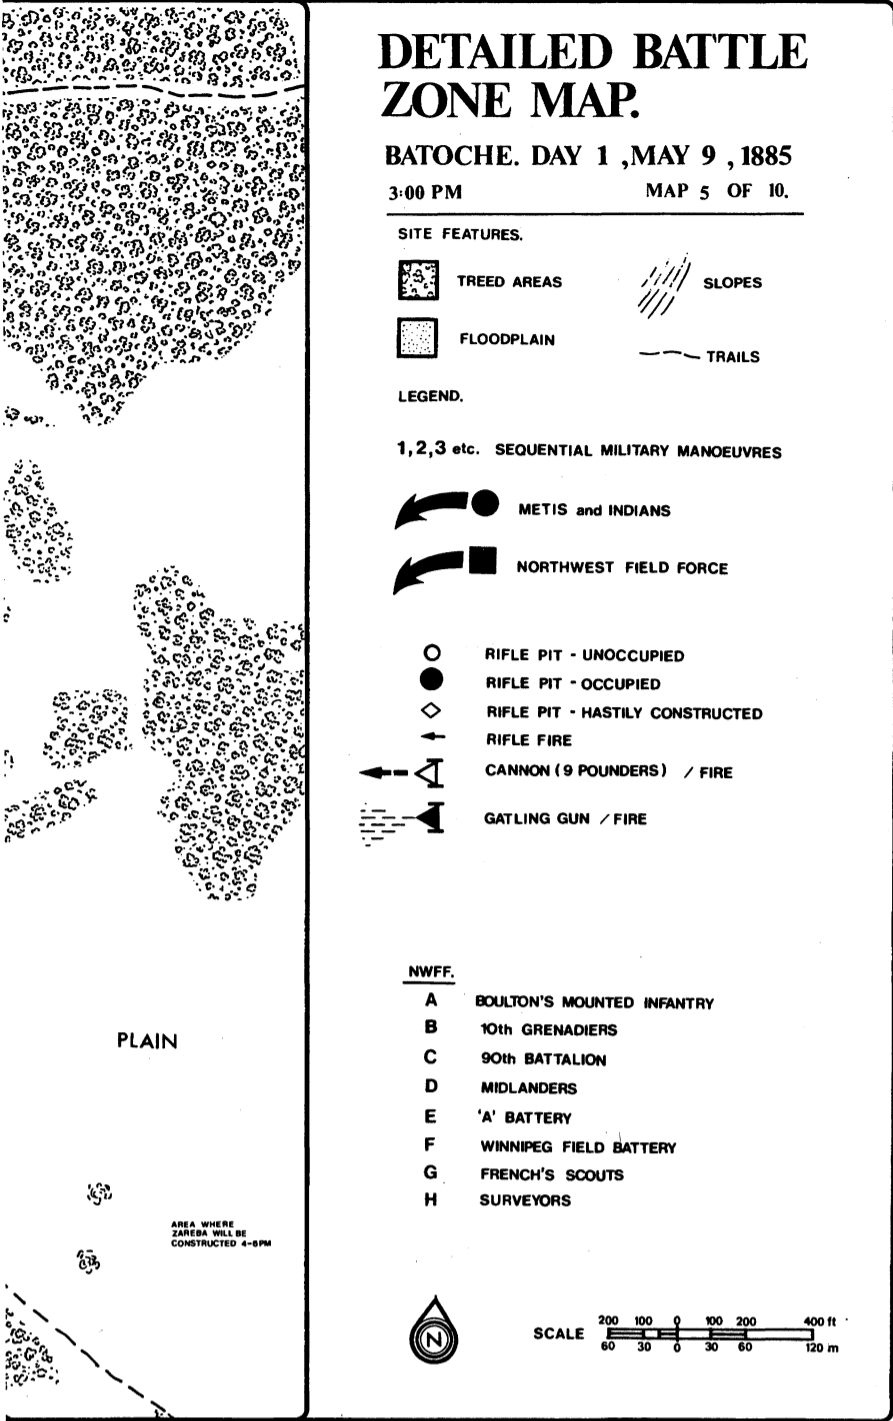 DETAILED BATTLE
ZONE MAP.
BATOCHE. DAY 1 ,MAY 9 , 1885
3:00 PM MAP 5 OF 10.
SITE FEATURES.
TREED AREAS
SLOPES
FLOODPLAIN
TRAILS
LEGEND.
1,2,3 etc. SEQUENTIAL MILITARY MANOEUVRES
METIS and INDIANS
NORTHWEST FIELD FORCE
RIFLE PIT - UNOCCUPIED
RIFLE PIT - OCCUPIED
RIFLE PIT - HASTILY CONSTRUCTED
RIFLE FIRE
CANNON (9 POUNDERS) / FIRE
GATLING GUN / FIRE
NWFF.
A BOULTON'S MOUNTED INFANTRY
B 10th GRENADIERS
C 90th BATTALION
D MIDLANDERS
E 'A' BATTERY
F WINNIPEG FIELD BATTERY
G FRENCH'S SCOUTS
H SURVEYORS
PLAIN
AREA WHERE
ZAREBA WILL BE
CONSTRUCTED 4-6PM
N
SCALE
200 100 0 100 200 400 ft
60 30 0 30 60 120 m